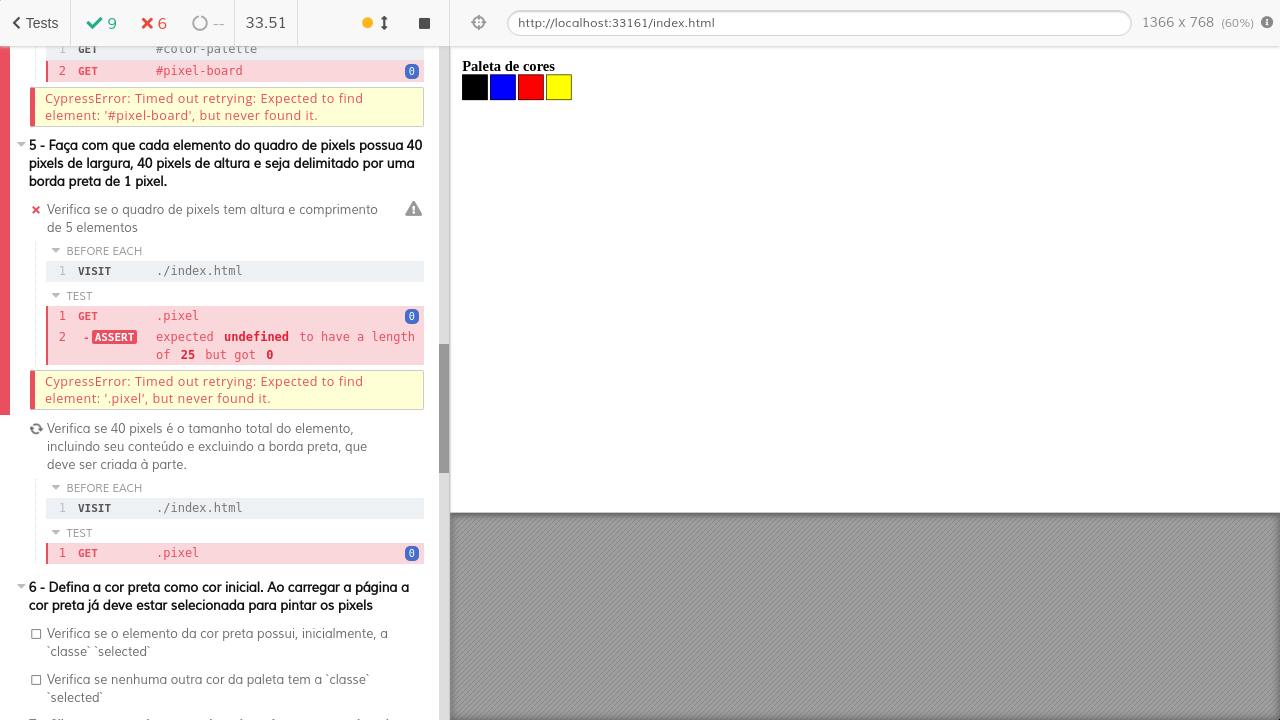 Tests 9 6 -- 33.51
http://localhost:33161/index.html 1366 x 768 (60%)
1 GET #color-palette
2 GET #pixel-board 0
CypressError: Timed out retrying: Expected to find
element: '#pixel-board', but never found it.
5 - Faça com que cada elemento do quadro de pixels possua 40
pixels de largura, 40 pixels de altura e seja delimitado por uma
borda preta de 1 pixel.
Verifica se o quadro de pixels tem altura e comprimento
de 5 elementos
BEFORE EACH
1 VISIT ./index.html
TEST
1 GET .pixel 0
2 -ASSERT expected undefined to have a length
of 25 but got 0
CypressError: Timed out retrying: Expected to find
element: '.pixel', but never found it.
Verifica se 40 pixels é o tamanho total do elemento,
incluindo seu conteúdo e excluindo a borda preta, que
deve ser criada à parte.
BEFORE EACH
1 VISIT ./index.html
TEST
1 GET .pixel 0
6 - Defina a cor preta como cor inicial. Ao carregar a página a
cor preta já deve estar selecionada para pintar os pixels
Verifica se o elemento da cor preta possui, inicialmente, a
`classe` `selected`
Verifica se nenhuma outra cor da paleta tem a `classe`
`selected`
Paleta de cores